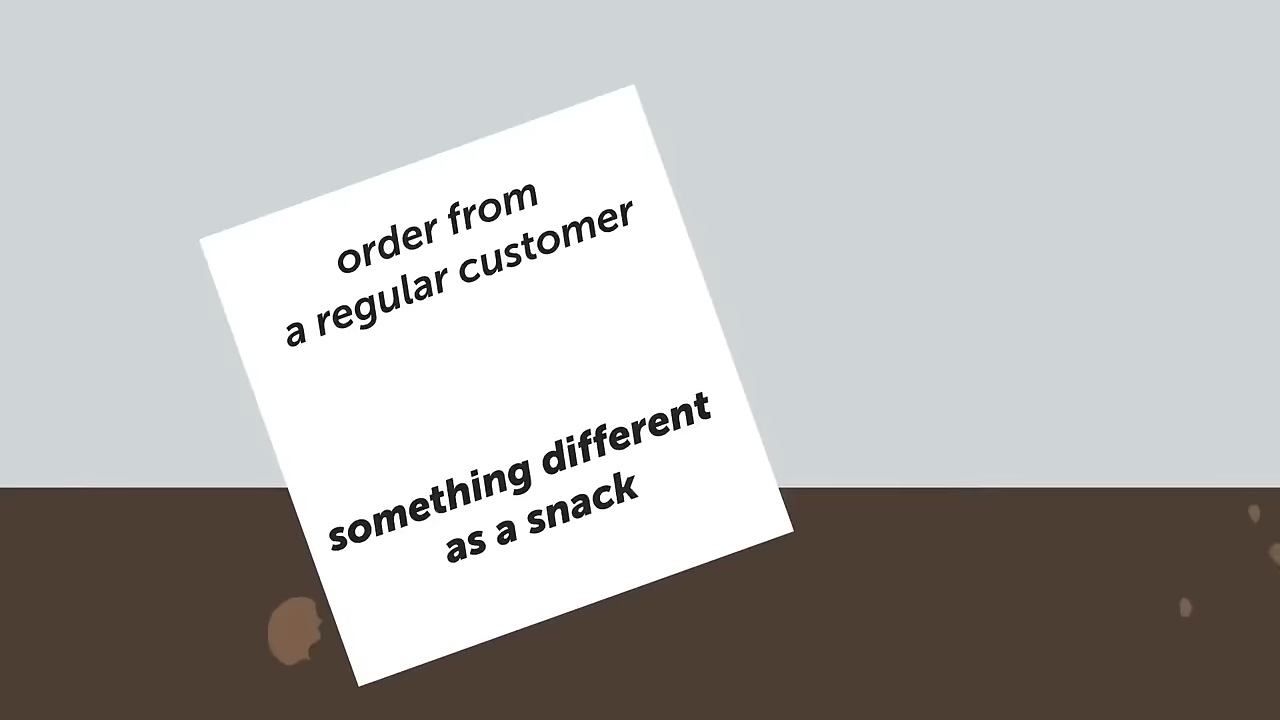 order from
a regular customer
something different
as a snack